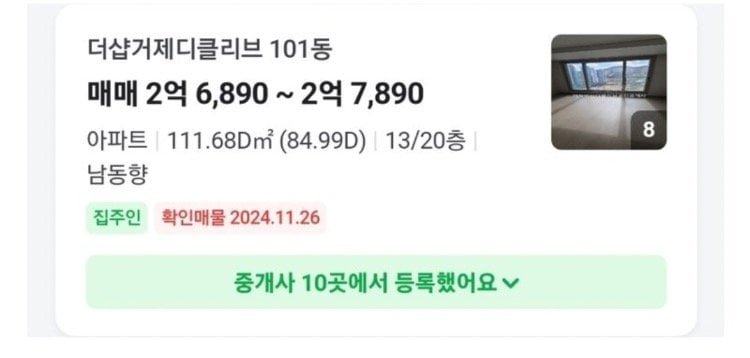 더샵거제디클리브 101동
매매 2억 6,890 ~ 2억 7,890
아파트 | 111.68D㎡ (84.99D) | 13/20층 |
남동향
8
집주인 확인매물 2024.11.26
중개사 10곳에서 등록했어요